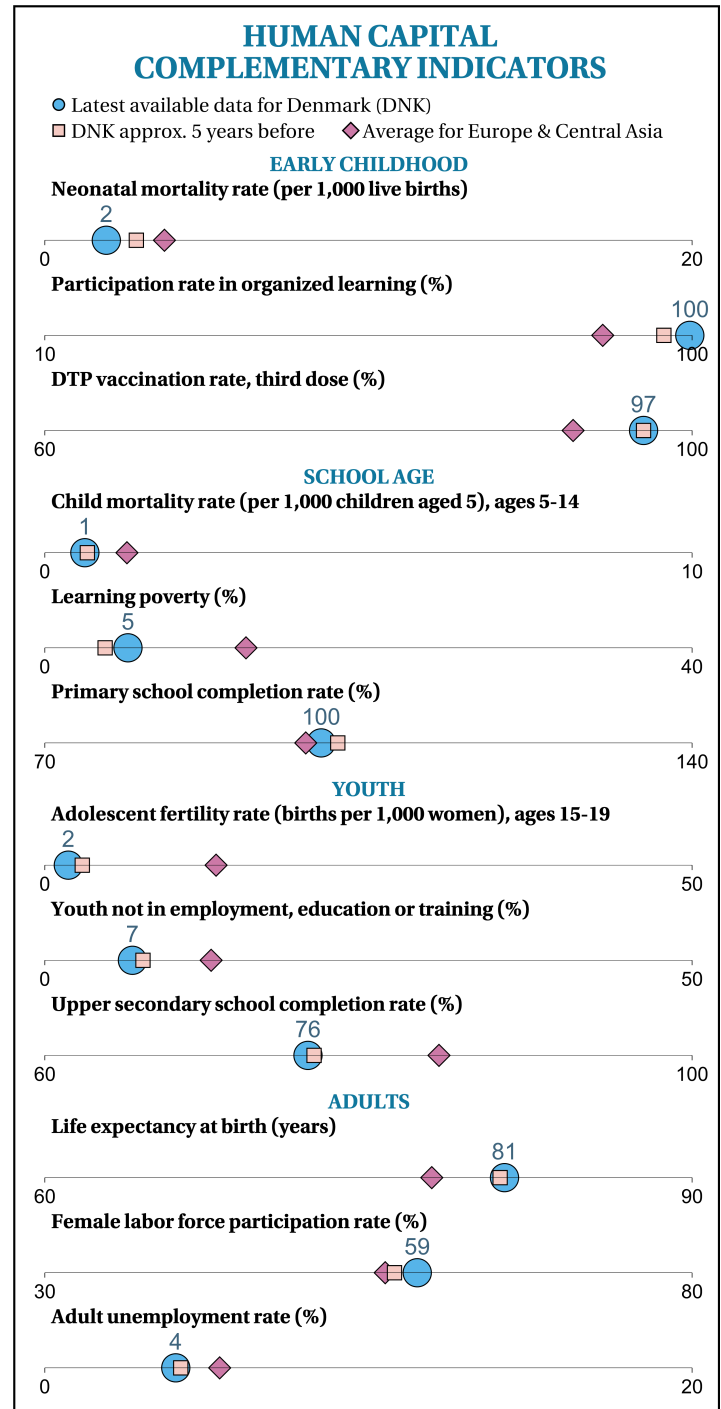 HUMAN CAPITAL
COMPLEMENTARY INDICATORS
Latest available data for Denmark (DNK)
DNK approx. 5 years before Average for Europe & Central Asia
EARLY CHILDHOOD
Neonatal mortality rate (per 1,000 live births)
2
0 20
Participation rate in organized learning (%)
100
10 100
DTP vaccination rate, third dose (%)
97
60 100
SCHOOL AGE
Child mortality rate (per 1,000 children aged 5), ages 5-14
1
0 10
Learning poverty (%)
5
0 40
Primary school completion rate (%)
100
70 140
YOUTH
Adolescent fertility rate (births per 1,000 women), ages 15-19
2
0 50
Youth not in employment, education or training (%)
7
0 50
Upper secondary school completion rate (%)
76
60 100
ADULTS
Life expectancy at birth (years)
81
60 90
Female labor force participation rate (%)
59
30 80
Adult unemployment rate (%)
4
0 20